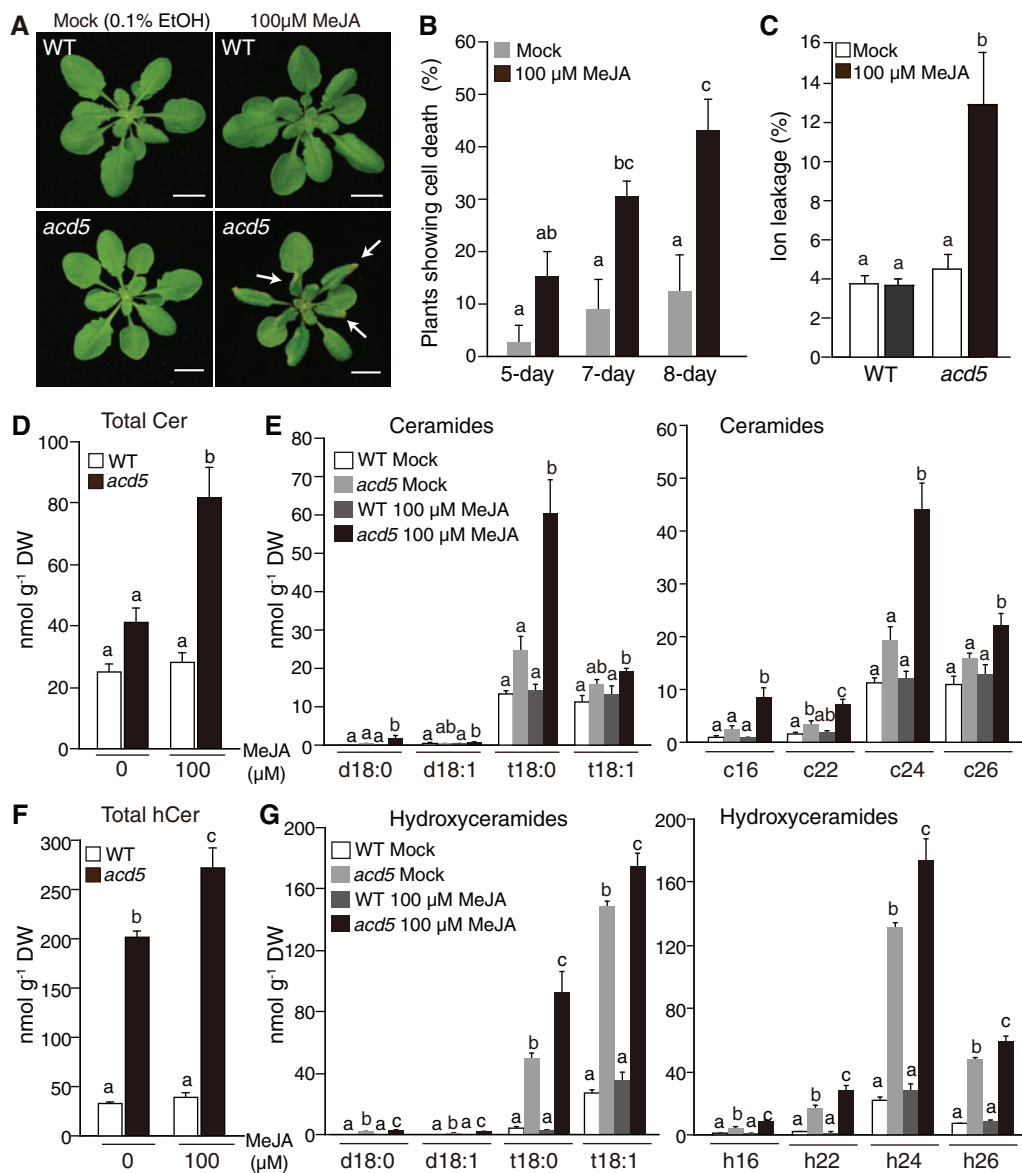 A
Mock (0.1% EtOH)
100µM MeJA
WT
WT
acd5
acd5
B
Plants showing cell death (%)
60
50
40
30
20
10
0
Mock
100 µM MeJA
a
ab
a
bc
a
c
5-day
7-day
8-day
C
Ion leakage (%)
16
14
12
10
8
6
4
2
0
Mock
100 µM MeJA
a
a
a
b
WT
acd5
D
Total Cer
nmol g⁻¹ DW
100
80
60
40
20
0
WT
acd5
a
a
a
b
0
100
MeJA
(µM)
E
Ceramides
nmol g⁻¹ DW
80
70
60
50
40
30
20
10
0
WT Mock
acd5 Mock
WT 100 µM MeJA
acd5 100 µM MeJA
a a a b
a ab a b
a a a b
a ab a b
d18:0
d18:1
t18:0
t18:1
Ceramides
60
50
40
30
20
10
0
a a a b
a b ab c
a a a b
a a a b
c16
c22
c24
c26
F
Total hCer
nmol g⁻¹ DW
300
250
200
150
100
50
0
WT
acd5
a
b
a
c
0
100
MeJA
(µM)
G
Hydroxyceramides
nmol g⁻¹ DW
200
160
120
80
40
0
WT Mock
acd5 Mock
WT 100 µM MeJA
acd5 100 µM MeJA
a b a c
a b a c
a b a c
a b a c
d18:0
d18:1
t18:0
t18:1
Hydroxyceramides
200
160
120
80
40
0
a b a c
a b a c
a b a c
a b a c
h16
h22
h24
h26